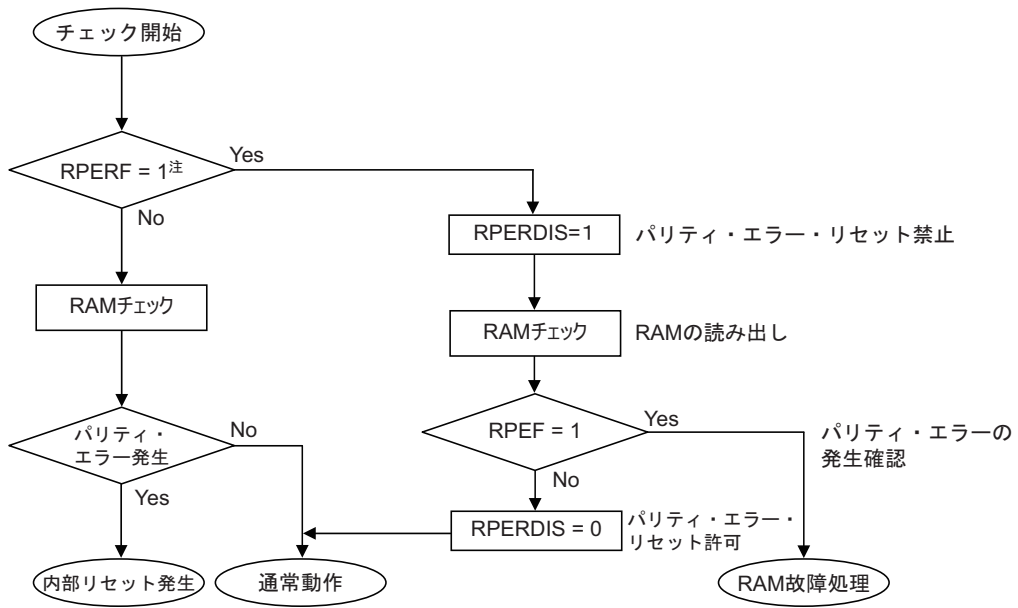 チェック開始
RPERF = 1注
Yes
No
RPERDIS=1
パリティ・エラー・リセット禁止
RAMチェック
RAMチェック
RAMの読み出し
パリティ・
エラー発生
No
Yes
RPEF = 1
Yes
No
パリティ・エラーの
発生確認
RPERDIS = 0
パリティ・エラー・
リセット許可
内部リセット発生
通常動作
RAM故障処理